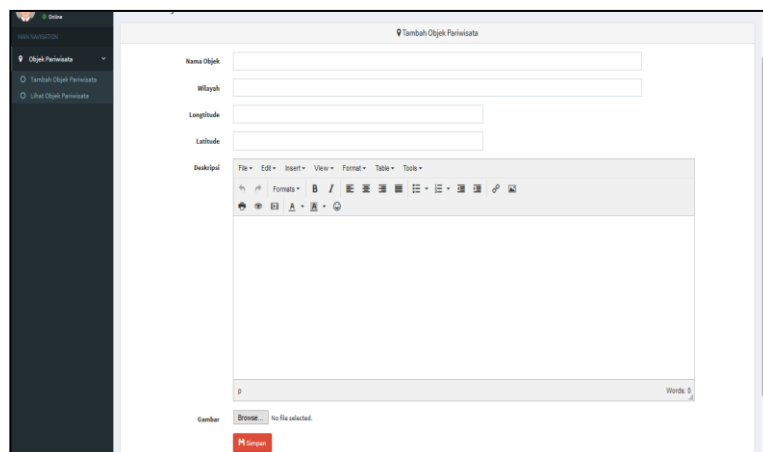 Online
MAIN NAVIGATION
Objek Pariwisata
Tambah Objek Pariwisata
Lihat Objek Pariwisata
Tambah Objek Pariwisata
Nama Objek
Wilayah
Longtitude
Latitude
Deskripsi
File Edit Insert View Format Table Tools
Formats B I
A A
p Words: 0
Gambar Browse... No file selected.
Simpan